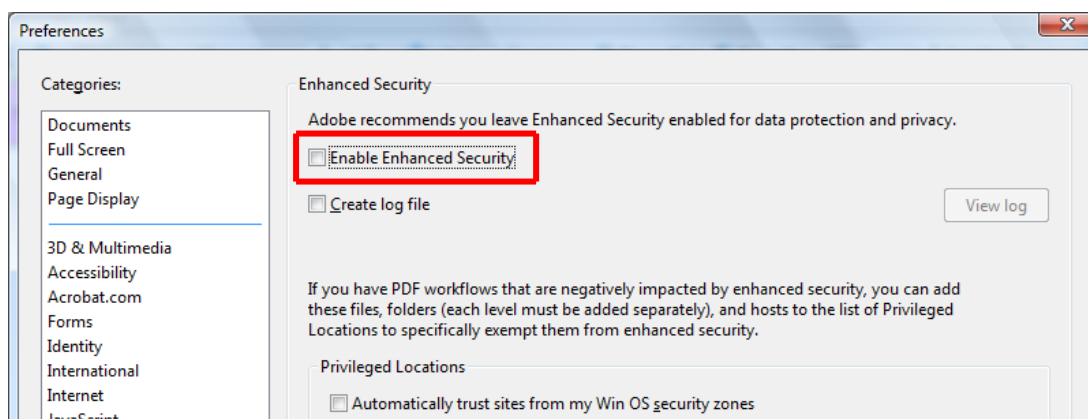 Preferences
Categories:
Documents
Full Screen
General
Page Display
3D & Multimedia
Accessibility
Acrobat.com
Forms
Identity
International
Internet
JavaScript
Enhanced Security
Adobe recommends you leave Enhanced Security enabled for data protection and privacy.
Enable Enhanced Security
Create log file
View log
If you have PDF workflows that are negatively impacted by enhanced security, you can add
these files, folders (each level must be added separately), and hosts to the list of Privileged
Locations to specifically exempt them from enhanced security.
Privileged Locations
Automatically trust sites from my Win OS security zones